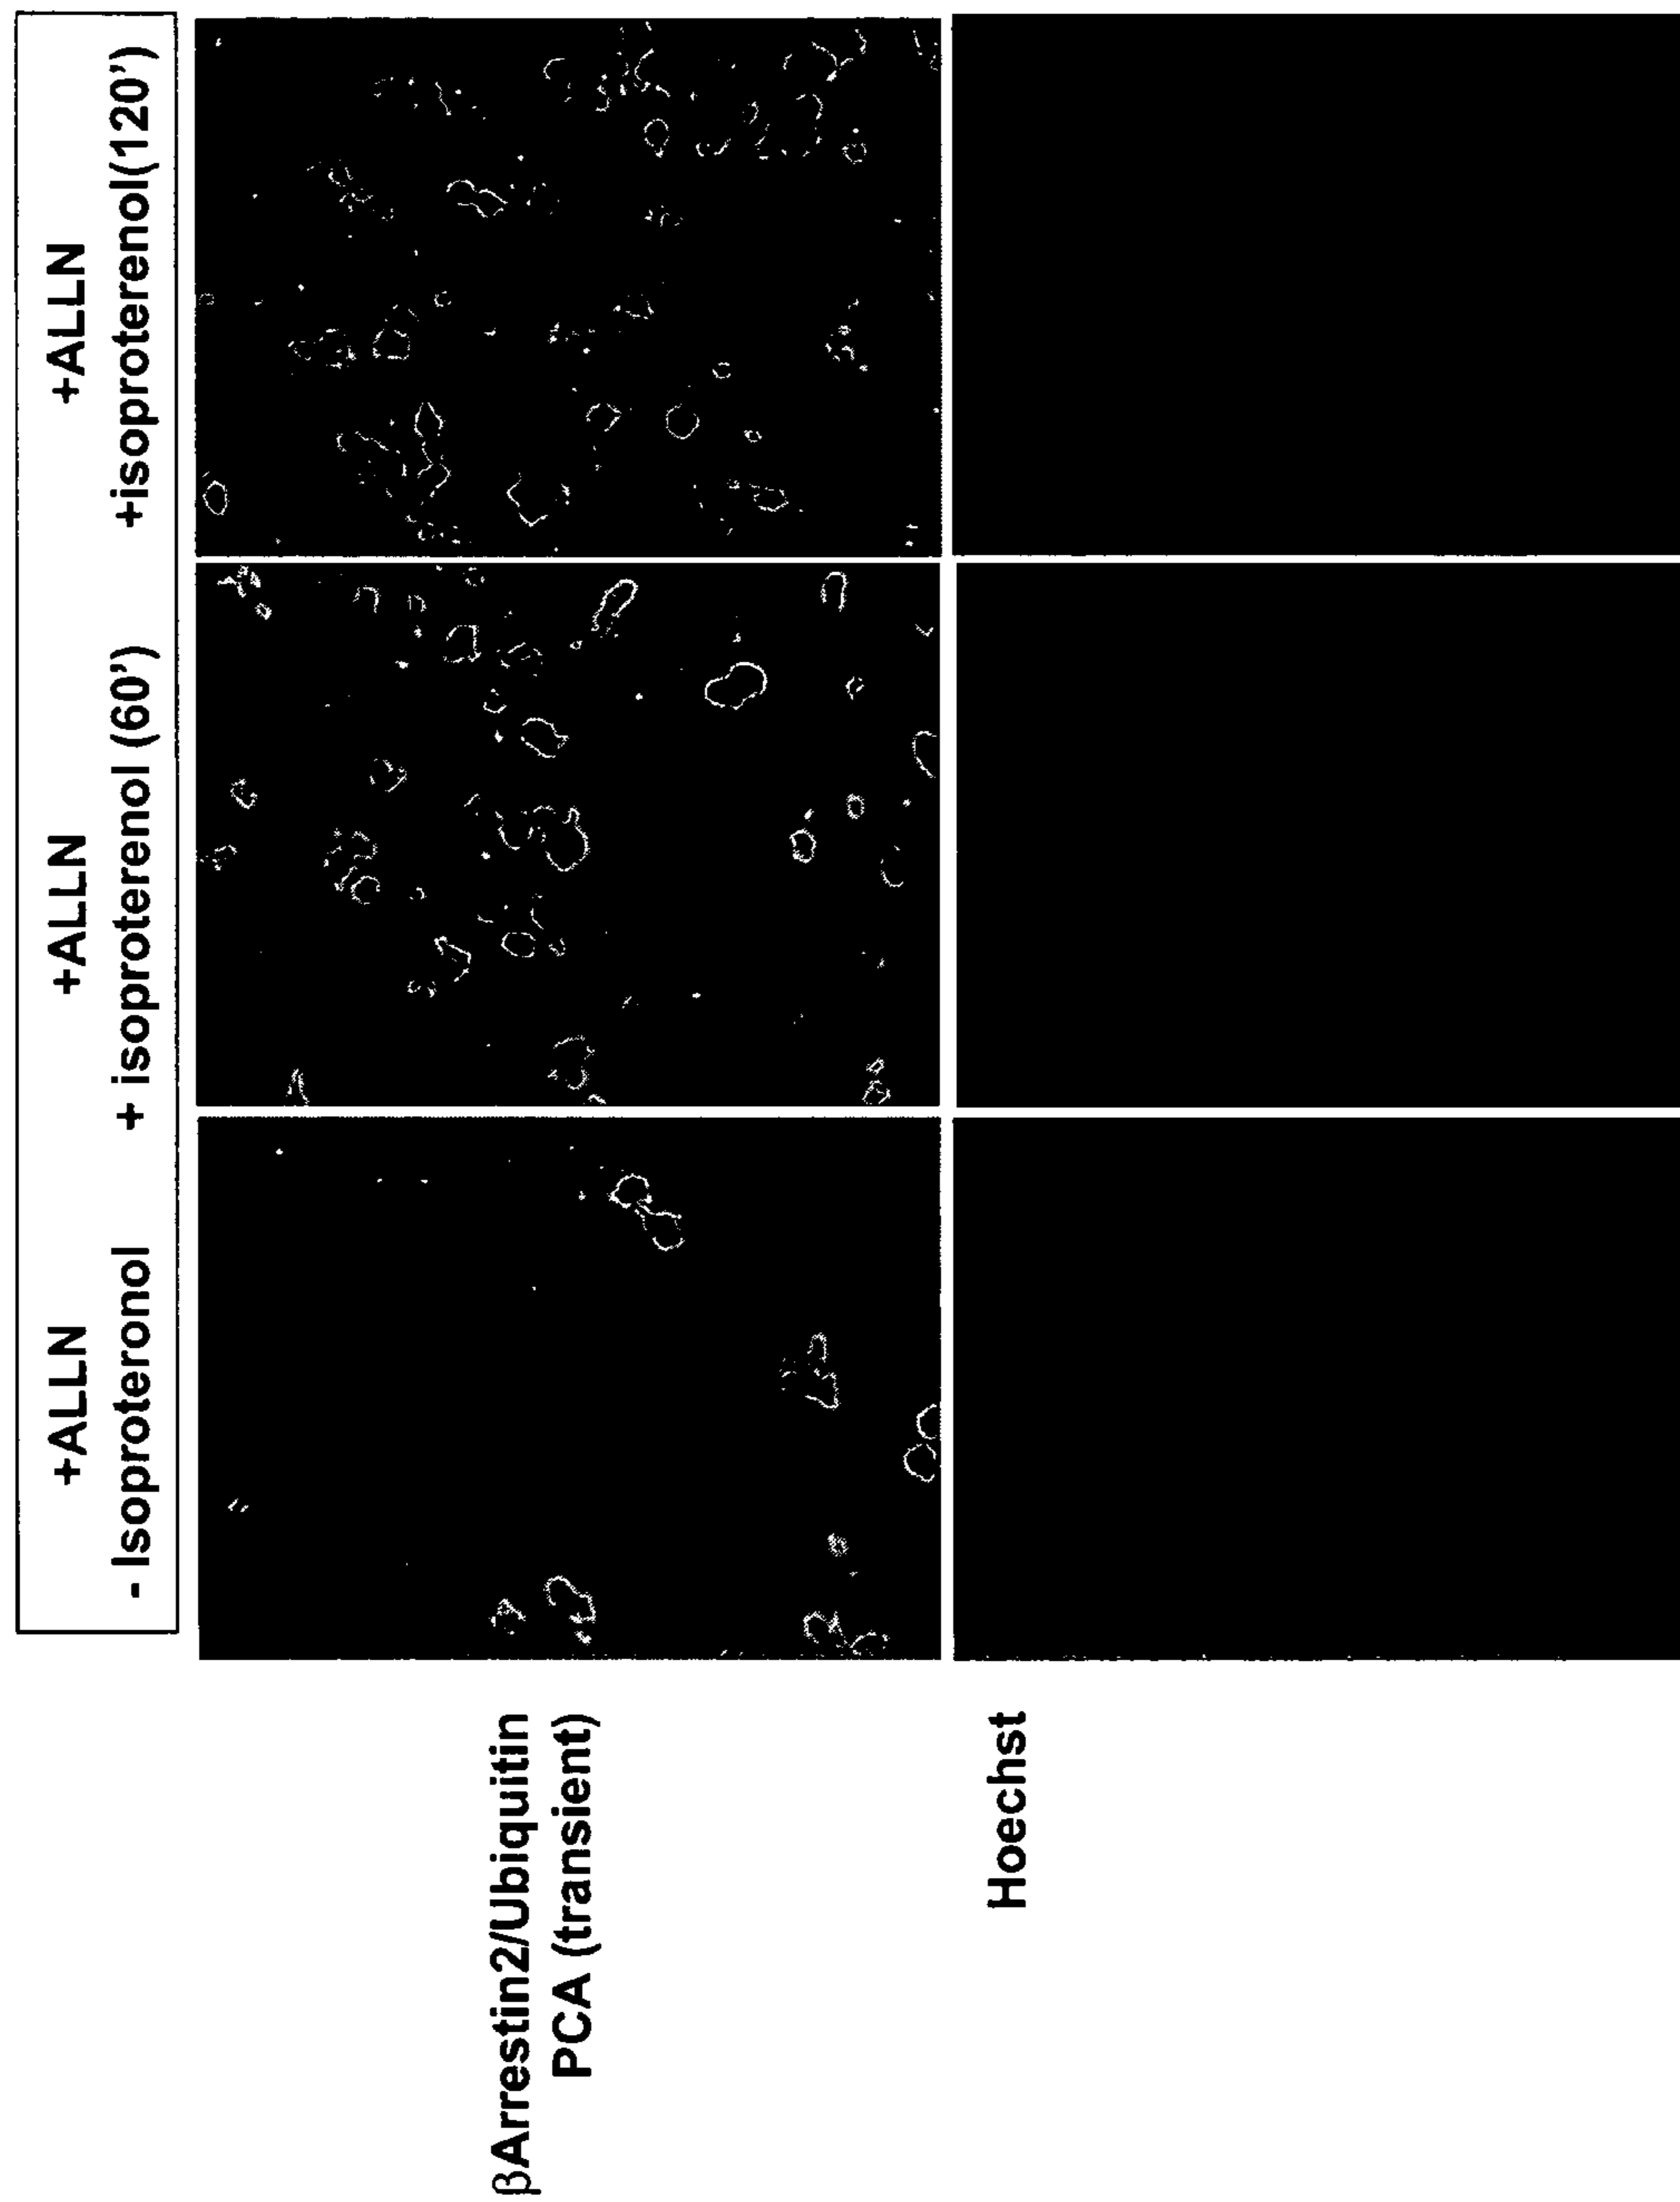 +ALLN
- Isoproteronol
+ALLN
+ isoproterenol (60')
+ALLN
+isoproterenol(120')
βArrestin2/Ubiquitin
PCA (transient)
Hoechst